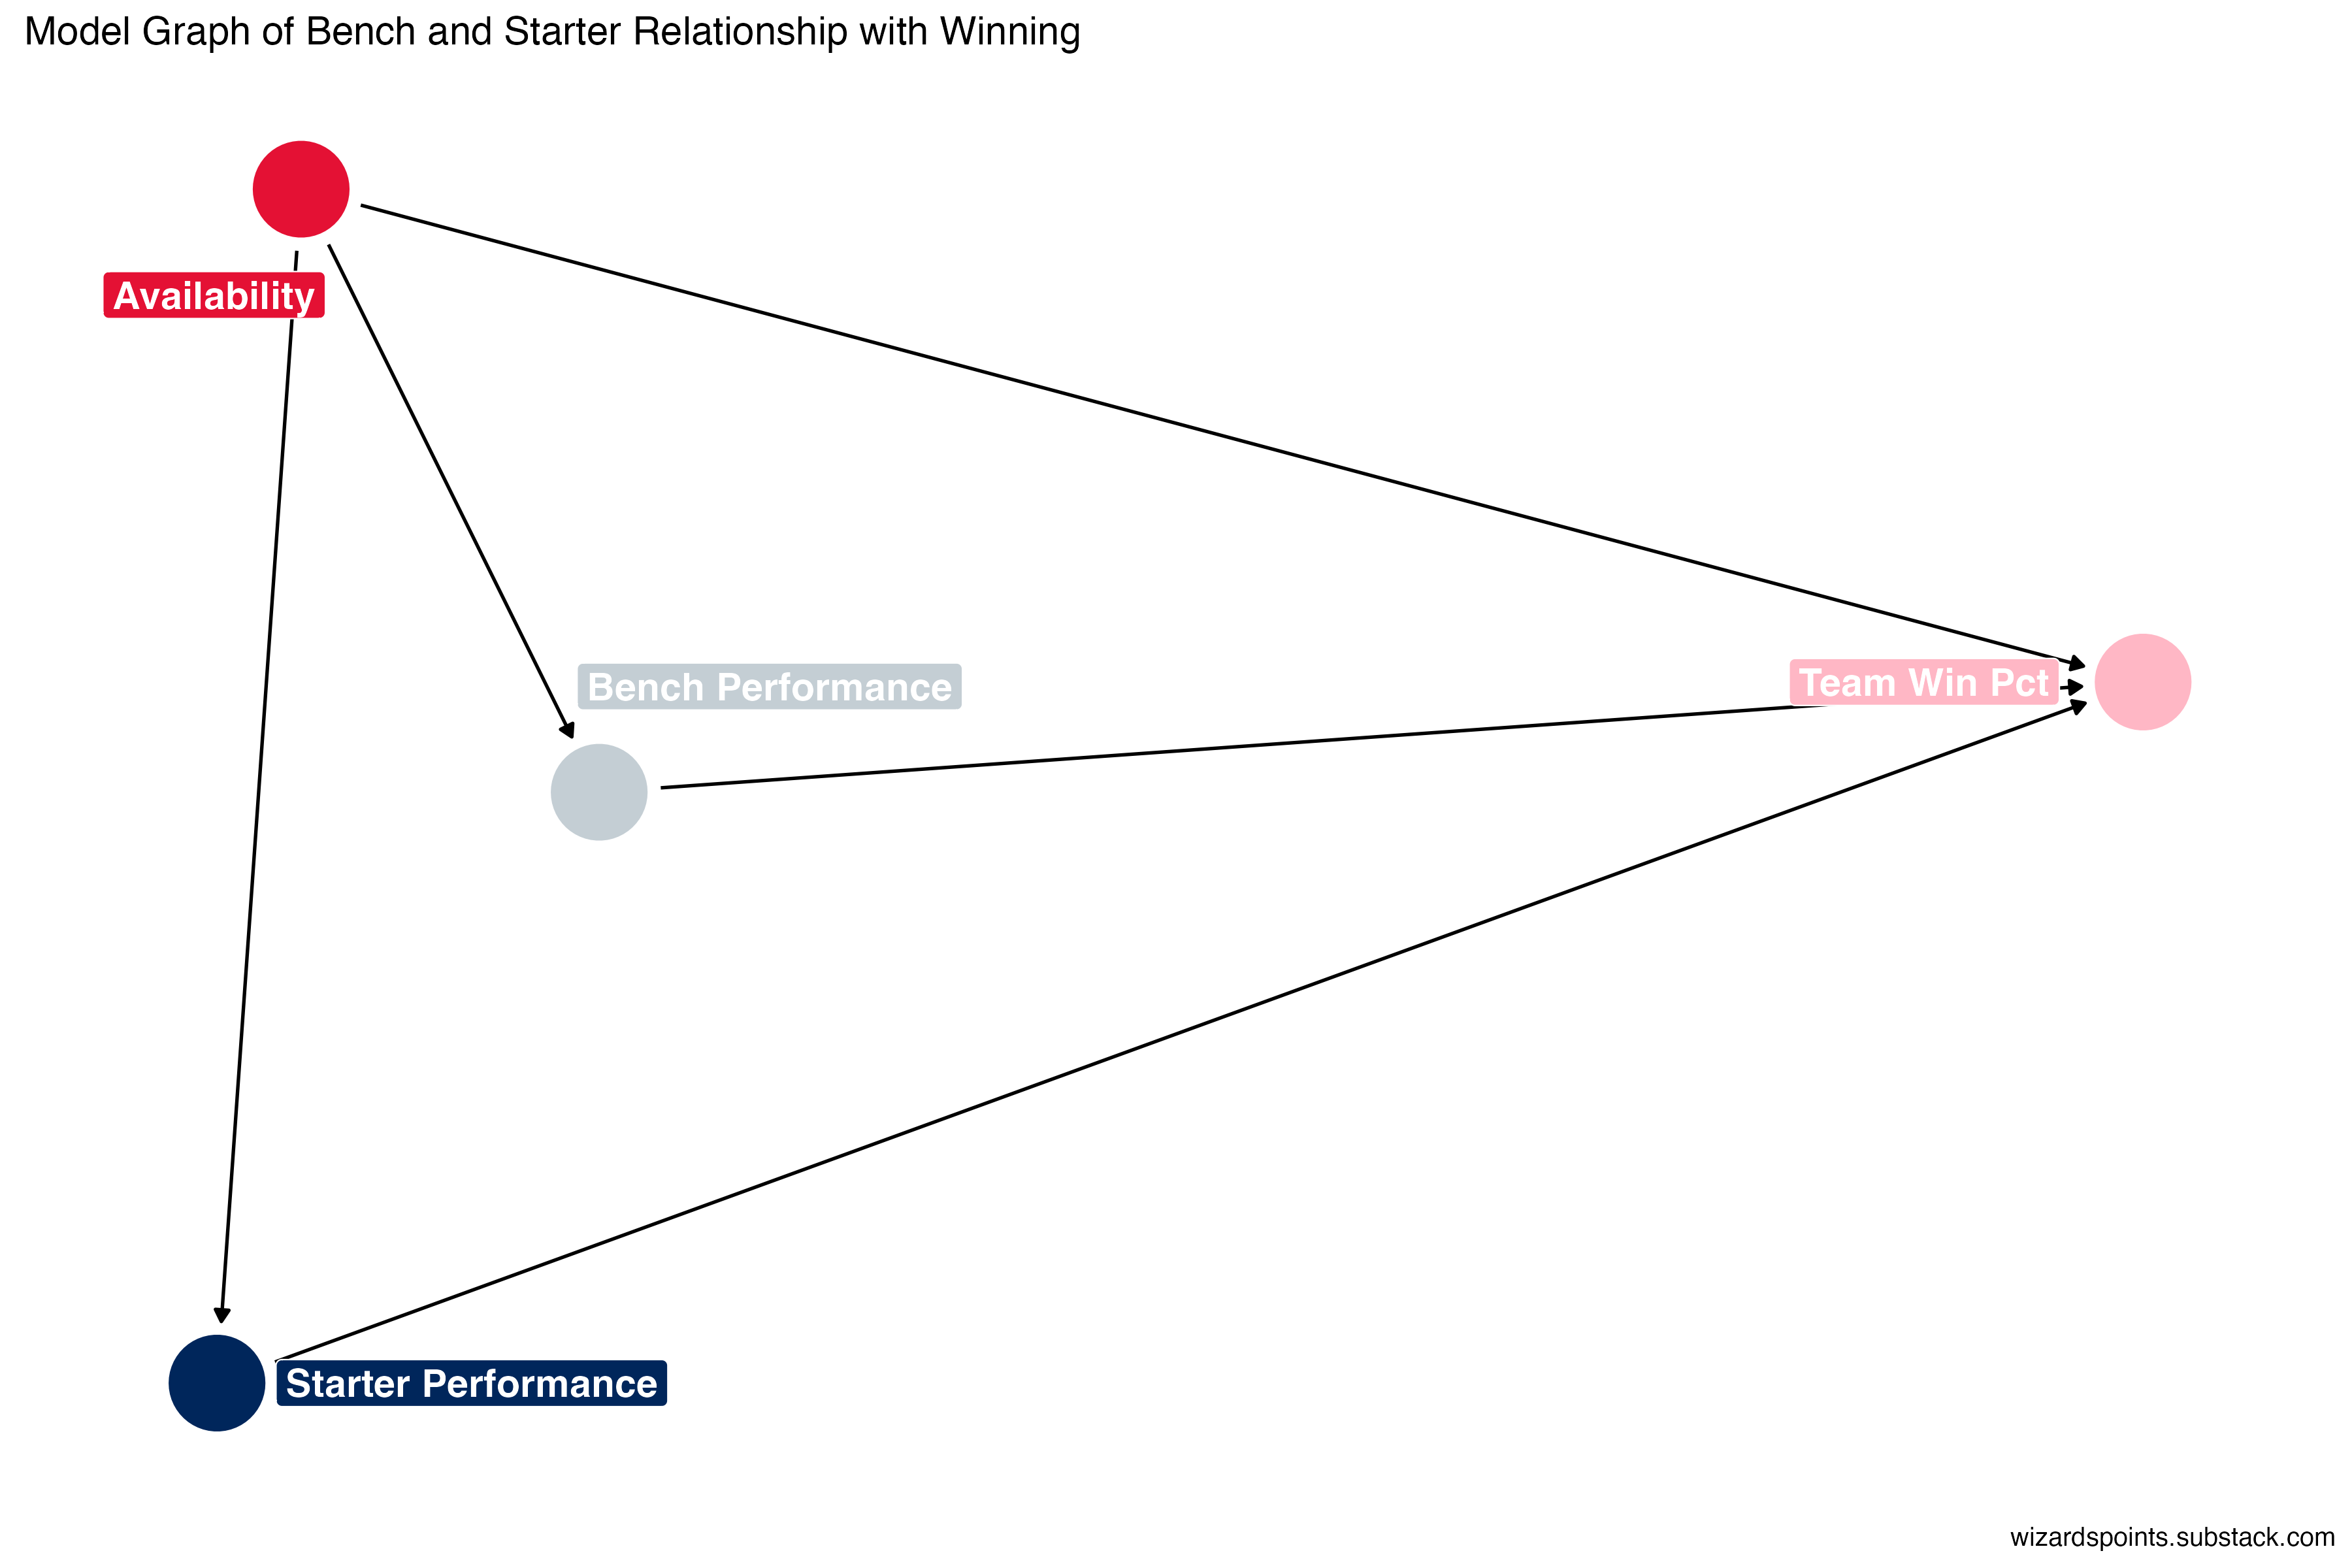 Model Graph of Bench and Starter Relationship with Winning
Availability
Bench Performance
Team Win Pct
Starter Performance
wizardspoints.substack.com